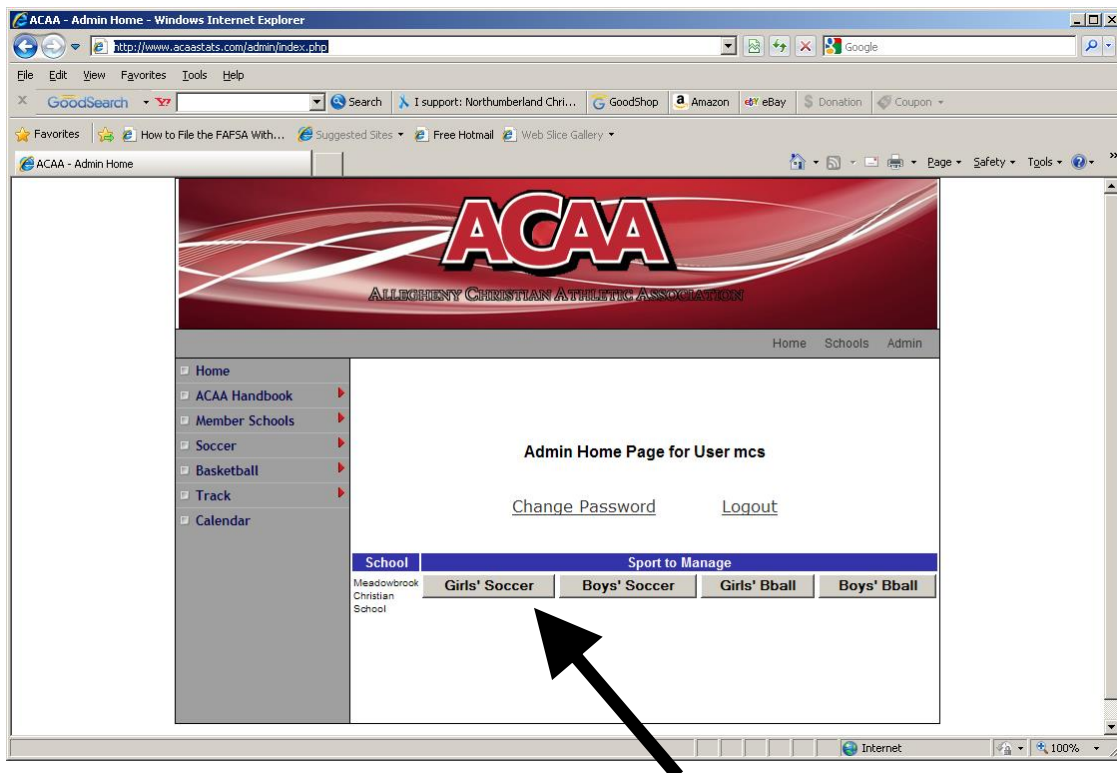 ACAA - Admin Home - Windows Internet Explorer
http://www.acaastats.com/admin/index.php
Google
File Edit View Favorites Tools Help
x GoodSearch Y7 Search I support: Northumberland Chri... GoodShop Amazon eBay Donation Coupon
Favorites How to File the FAFSA With... Suggested Sites Free Hotmail Web Slice Gallery
ACAA - Admin Home Page Safety Tools
ACAA
ALLEGHENY CHRISTIAN ATHLETIC ASSOCIATION
Home Schools Admin
Home
ACAA Handbook
Member Schools
Soccer
Basketball
Track
Calendar
Admin Home Page for User mcs
Change Password Logout
School Sport to Manage
Meadowbrook Christian School
Girls' Soccer Boys' Soccer Girls' Bball Boys' Bball
Internet 100%